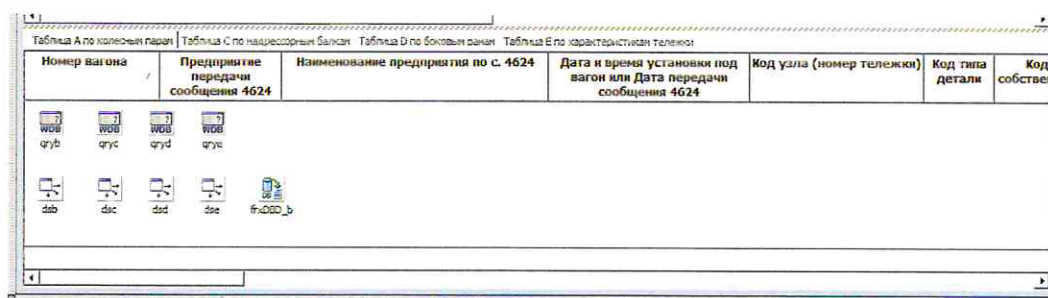 Таблица А по колесным парам Таблица С по надрессорным балкам Таблица D по боковым рамам Таблица E по характеристикам тележки
Номер вагона Предприятие передачи сообщения 4624 Наименование предприятия по с. 4624 Дата и время установки под вагон или Дата передачи сообщения 4624 Код узла (номер тележки) Код типа детали Код собствен
WDB WDB WDB WDB
qryb qryc qryd qrye
dsb dsc dsd dse frxDBD_b